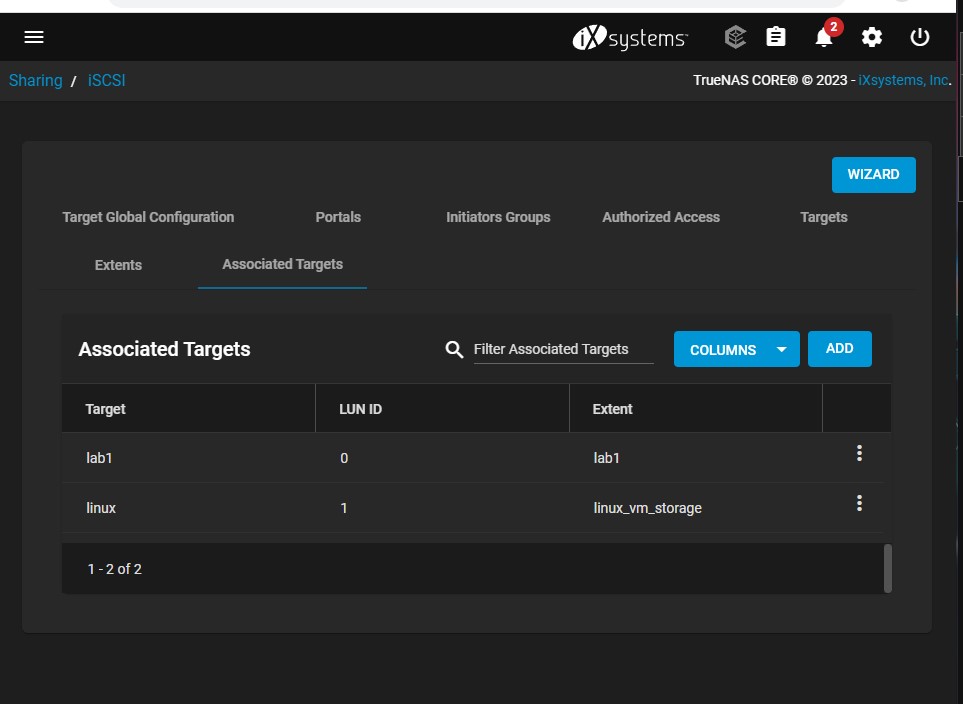 iXsystems
2
Sharing / iSCSI
TrueNAS CORE® © 2023 - iXsystems, Inc.
WIZARD
Target Global Configuration Portals Initiators Groups Authorized Access Targets
Extents Associated Targets
Associated Targets Filter Associated Targets COLUMNS ADD
Target LUN ID Extent
lab1 0 lab1
linux 1 linux_vm_storage
1 - 2 of 2